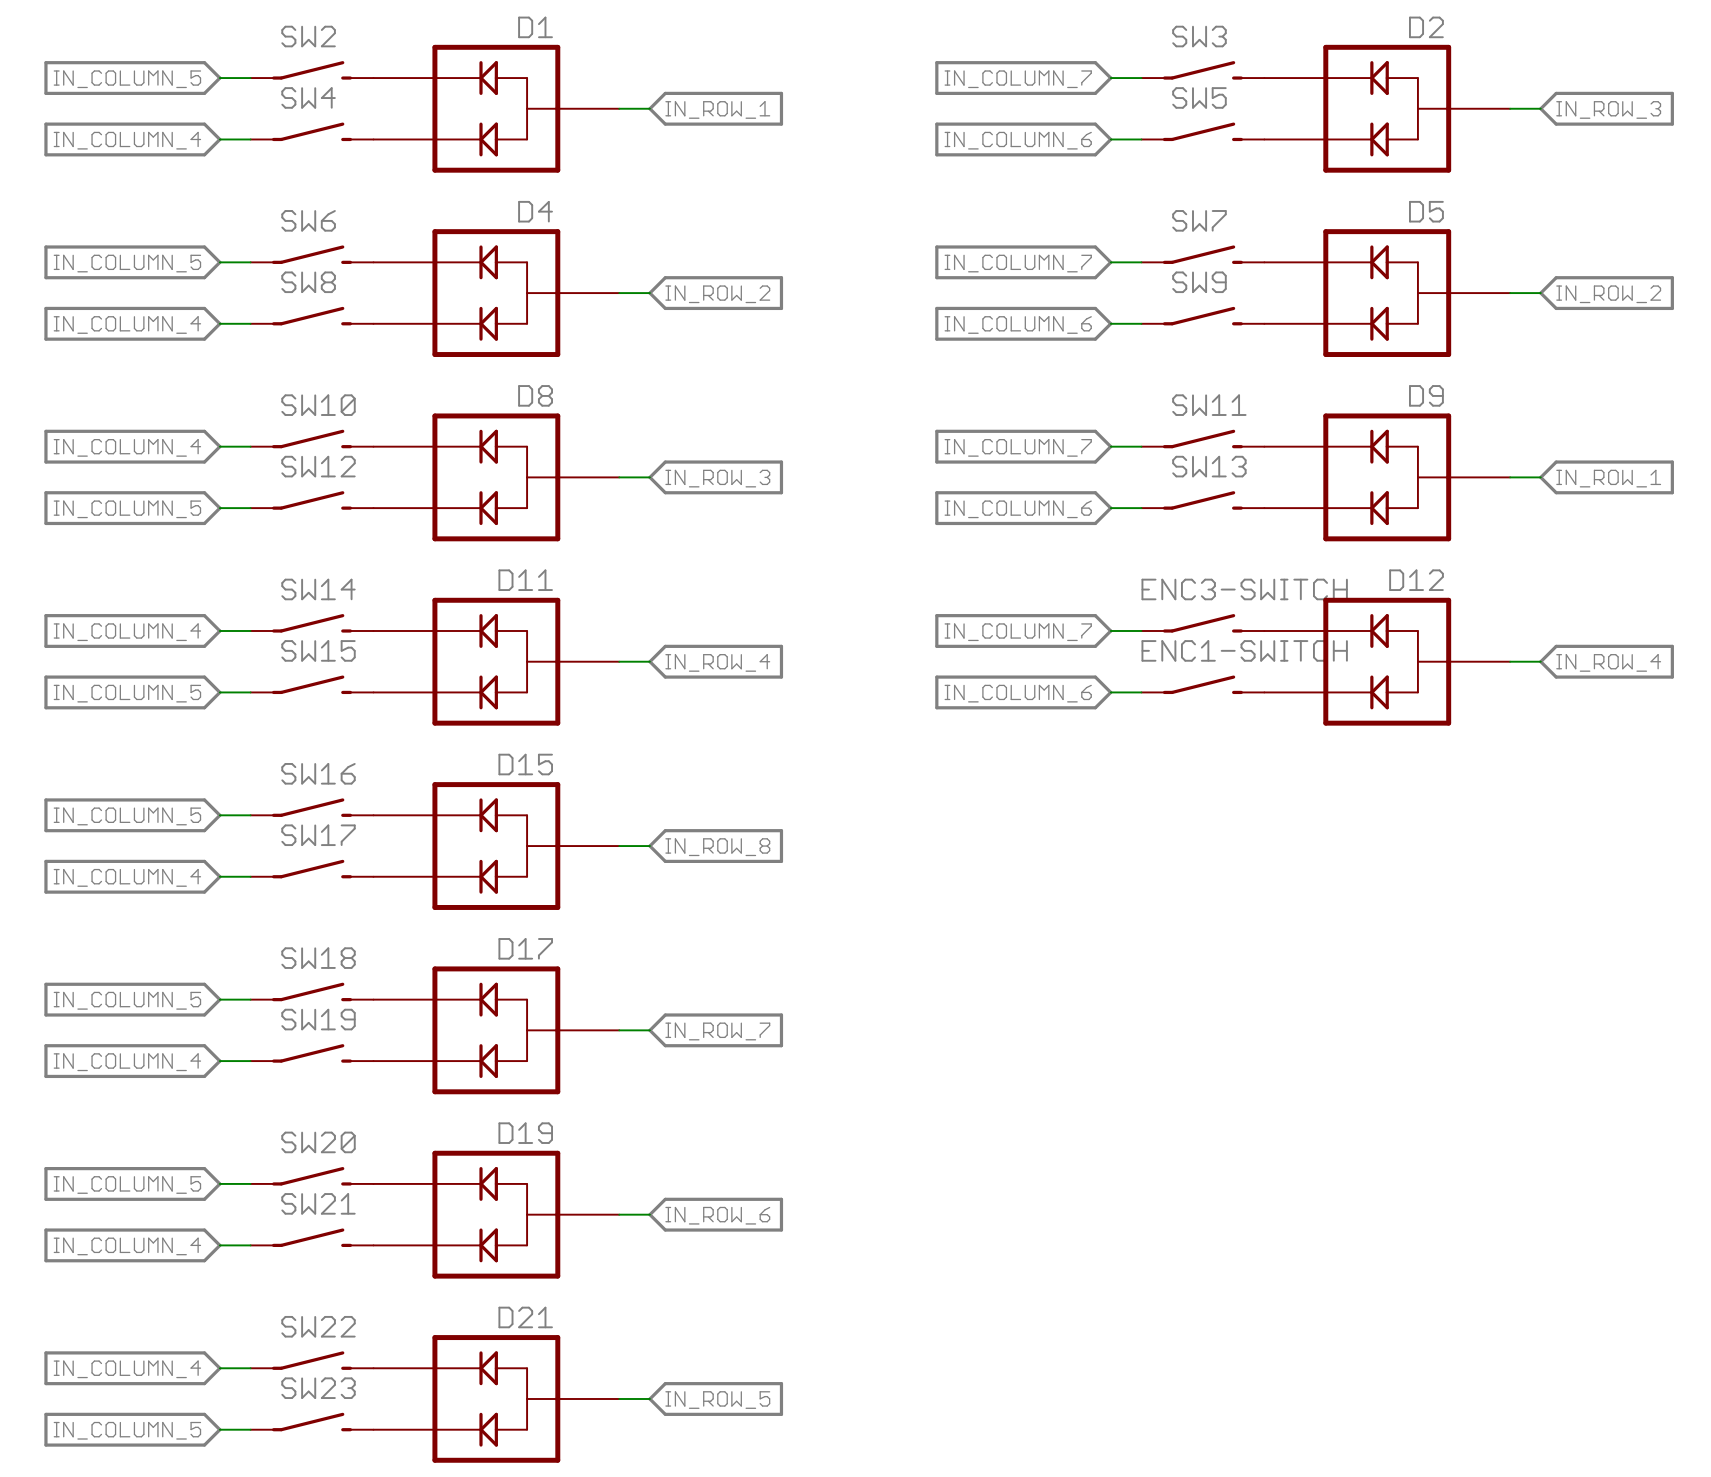 SW2 D1
IN_COLUMN_5
SW4
IN_ROW_1
IN_COLUMN_4
SW6 D4
IN_COLUMN_5
SW8
IN_ROW_2
IN_COLUMN_4
SW10 D8
IN_COLUMN_4
SW12
IN_ROW_3
IN_COLUMN_5
SW14 D11
IN_COLUMN_4
SW15
IN_ROW_4
IN_COLUMN_5
SW16 D15
IN_COLUMN_5
SW17
IN_ROW_8
IN_COLUMN_4
SW18 D17
IN_COLUMN_5
SW19
IN_ROW_7
IN_COLUMN_4
SW20 D19
IN_COLUMN_5
SW21
IN_ROW_6
IN_COLUMN_4
SW22 D21
IN_COLUMN_4
SW23
IN_ROW_5
IN_COLUMN_5
SW3 D2
IN_COLUMN_7
SW5
IN_ROW_3
IN_COLUMN_6
SW7 D5
IN_COLUMN_7
SW9
IN_ROW_2
IN_COLUMN_6
SW11 D9
IN_COLUMN_7
SW13
IN_ROW_1
IN_COLUMN_6
ENC3-SWITCH D12
IN_COLUMN_7
ENC1-SWITCH
IN_ROW_4
IN_COLUMN_6